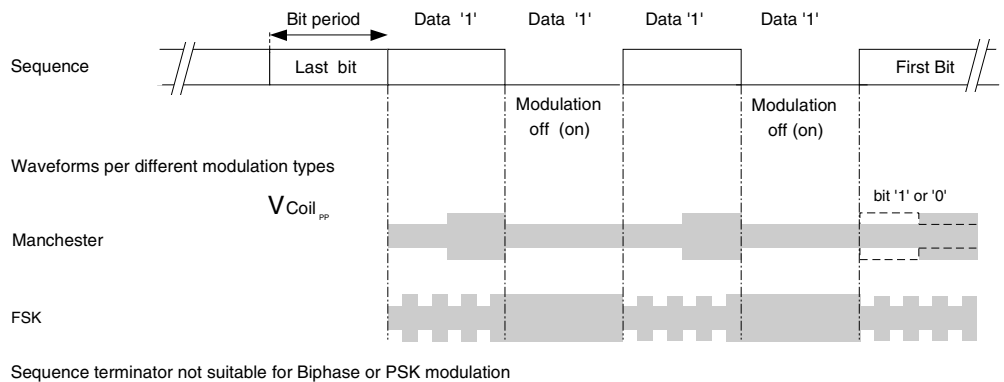 Bit period Data '1' Data '1' Data '1' Data '1'
Sequence Last bit First Bit
Modulation Modulation
off (on) off (on)
Waveforms per different modulation types
bit '1' or '0'
VCoil PP
Manchester
FSK
Sequence terminator not suitable for Biphase or PSK modulation